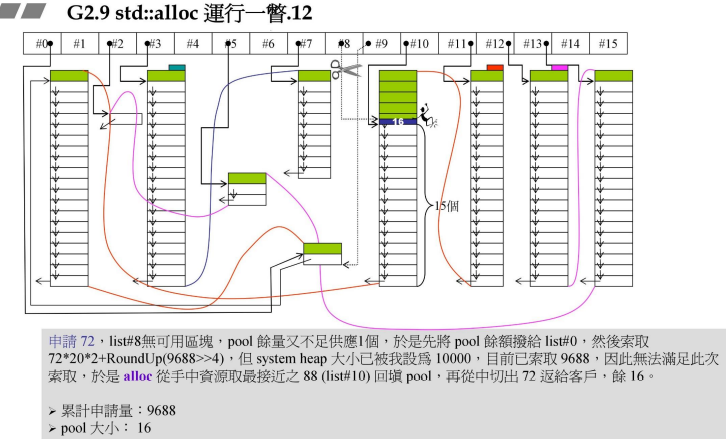 G2.9 std::alloc 運行一瞥.12
#0 #1 #2 #3 #4 #5 #6 #7 #8 #9 #10 #11 #12 #13 #14 #15
16
15個
申請 72，list#8無可用區塊，pool 餘量又不足供應1個，於是先將 pool 餘額撥給 list#0，然後索取
72*20*2+RoundUp(9688>>4)，但 system heap 大小已被我設為 10000，目前已索取 9688，因此無法滿足此次
索取，於是 alloc 從手中資源取最接近之 88 (list#10) 回填 pool，再從中切出 72 返給客戶，餘 16。
➢ 累計申請量：9688
➢ pool 大小： 16